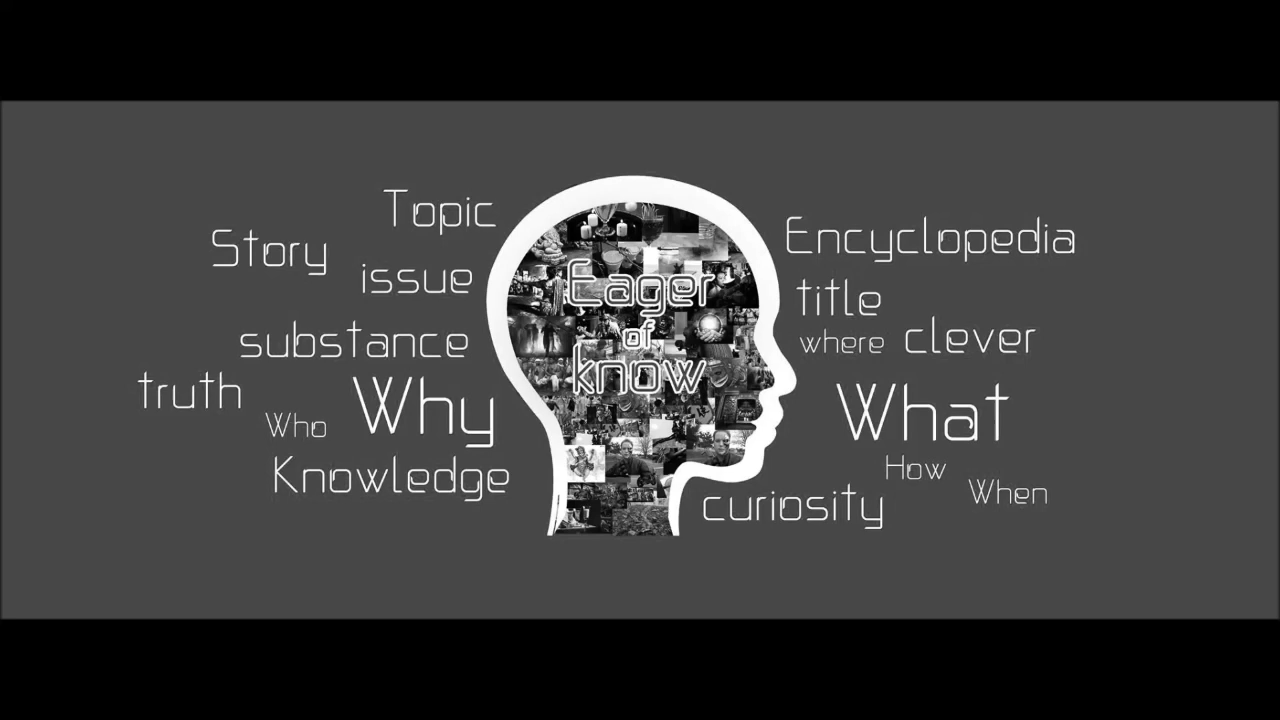 Topic
Story
issue
substance
truth
Who
Why
Knowledge
Eager
of
know
Encyclopedia
title
where
clever
What
How
When
curiosity